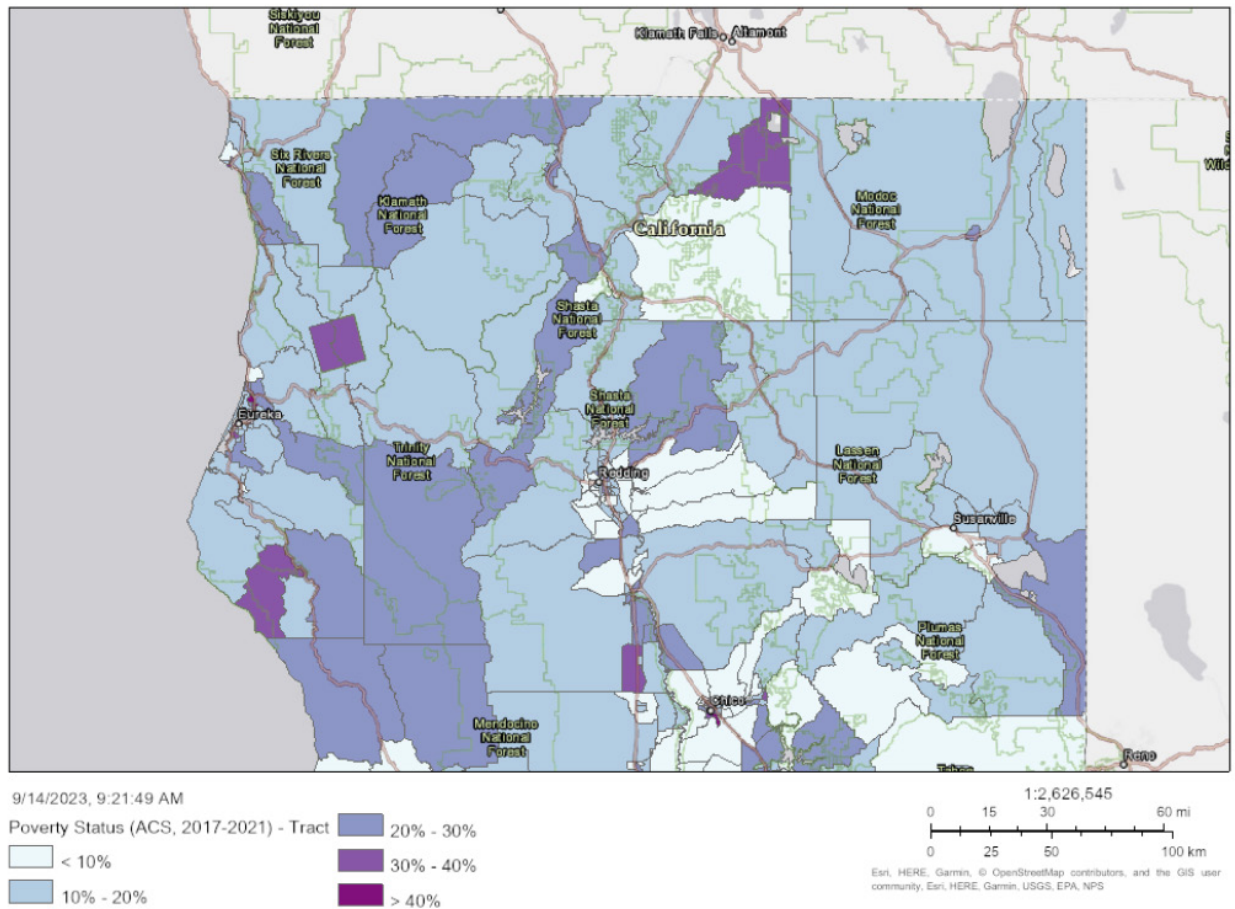 Siskiyou
National
Forest
Klamath Falls
Altamont
Six Rivers
National
Forest
Klamath
National
Forest
Modoc
National
Forest
California
Shasta
National
Forest
Shasta
National
Forest
Eureka
Trinity
National
Forest
Redding
Lassen
National
Forest
Susanville
Plumas
National
Forest
Chico
Mendocino
National
Forest
Reno
9/14/2023, 9:21:49 AM
Poverty Status (ACS, 2017-2021) - Tract
< 10%
10% - 20%
20% - 30%
30% - 40%
> 40%
1:2,626,545
0 15 30 60 mi
0 25 50 100 km
Esri, HERE, Garmin, © OpenStreetMap contributors, and the GIS user
community, Esri, HERE, Garmin, USGS, EPA, NPS